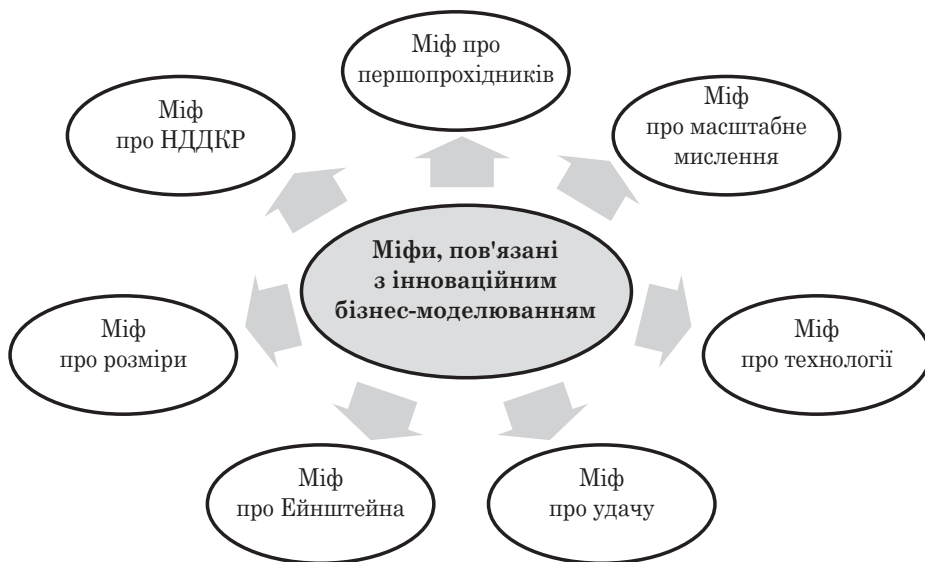 Міф про
першопрохідників
Міф
про НДДКР
Міф
про масштабне
мислення
Міфи, пов'язані
з інноваційним
бізнес-моделюванням
Міф
про розміри
Міф
про технології
Міф
про Ейнштейна
Міф
про удачу